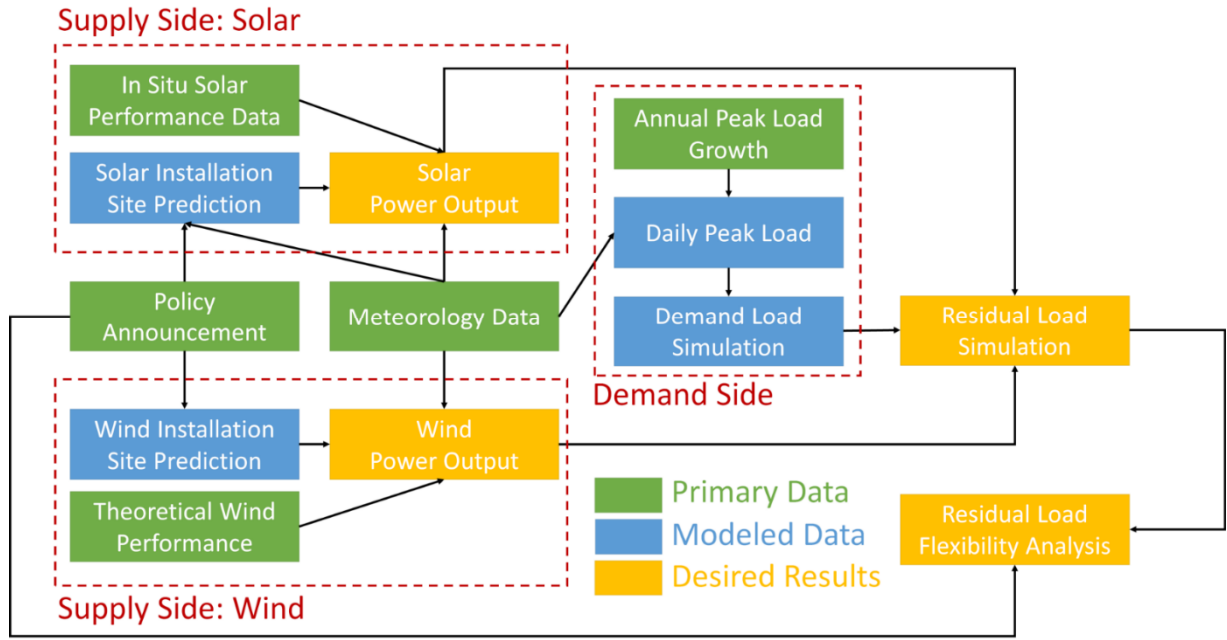 Supply Side: Solar
In Situ Solar
Performance Data
Solar Installation
Site Prediction
Solar
Power Output
Annual Peak Load
Growth
Daily Peak Load
Demand Load
Simulation
Demand Side
Policy
Announcement
Meteorology Data
Residual Load
Simulation
Wind Installation
Site Prediction
Wind
Power Output
Theoretical Wind
Performance
Supply Side: Wind
Primary Data
Modeled Data
Desired Results
Residual Load
Flexibility Analysis